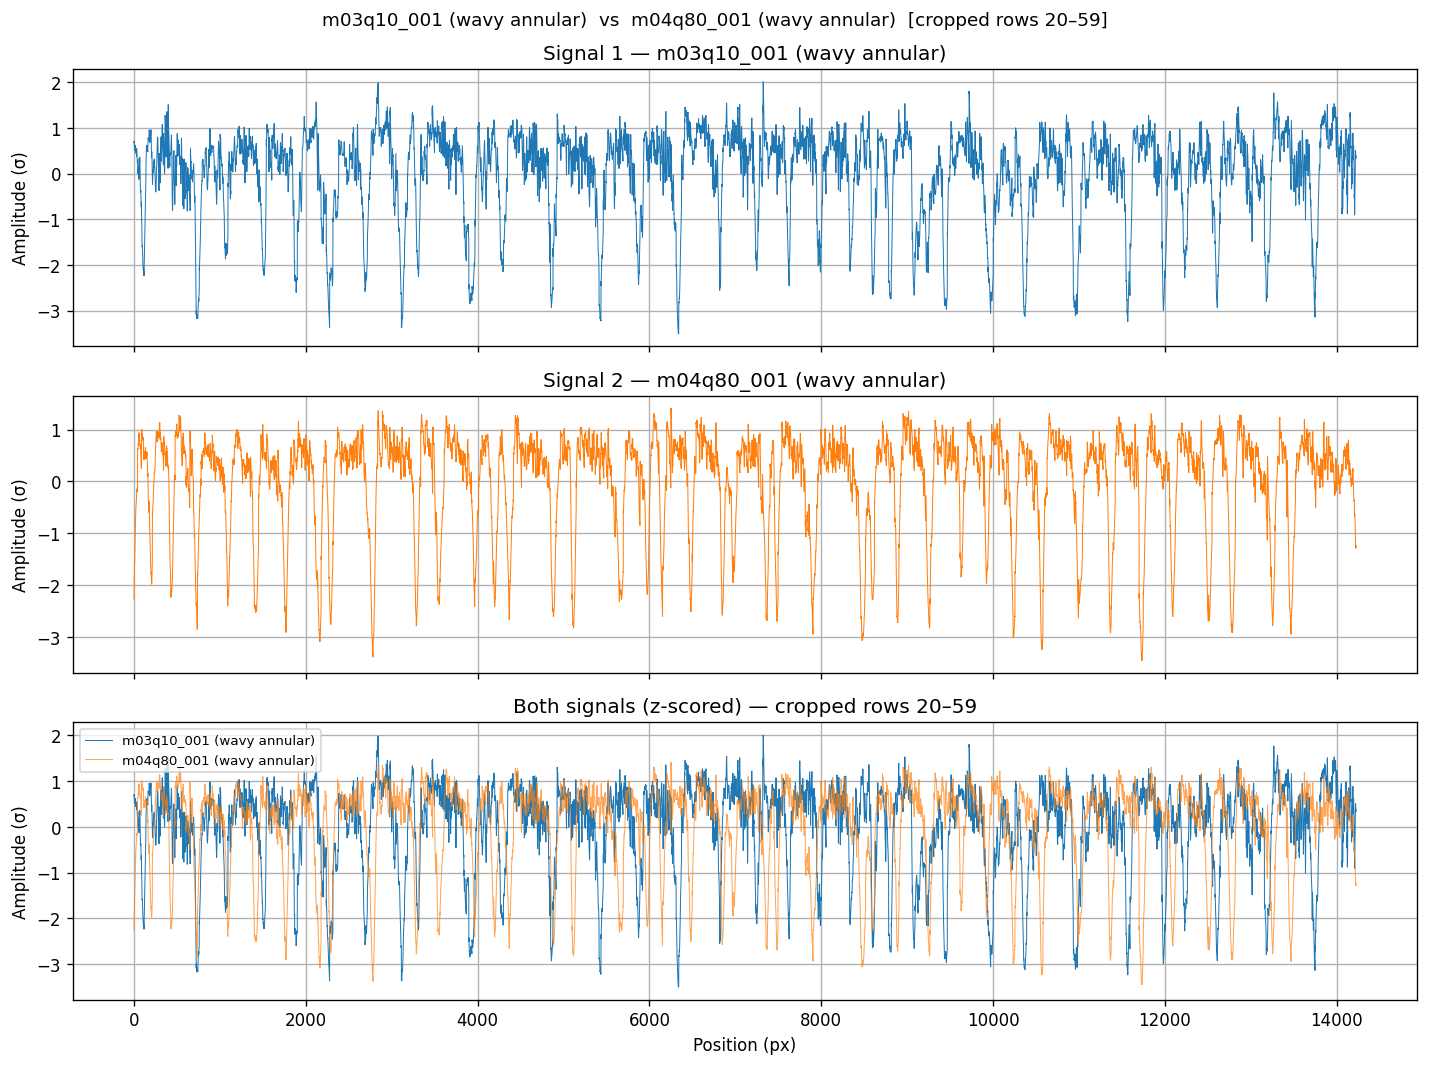 m03q10_001 (wavy annular)  vs  m04q80_001 (wavy annular)  [cropped rows 20–59]
Signal 1 — m03q10_001 (wavy annular)
Amplitude (σ)
2
1
0
−1
−2
−3
Signal 2 — m04q80_001 (wavy annular)
Amplitude (σ)
1
0
−1
−2
−3
Both signals (z-scored) — cropped rows 20–59
m03q10_001 (wavy annular)
m04q80_001 (wavy annular)
Amplitude (σ)
2
1
0
−1
−2
−3
0 2000 4000 6000 8000 10000 12000 14000
Position (px)